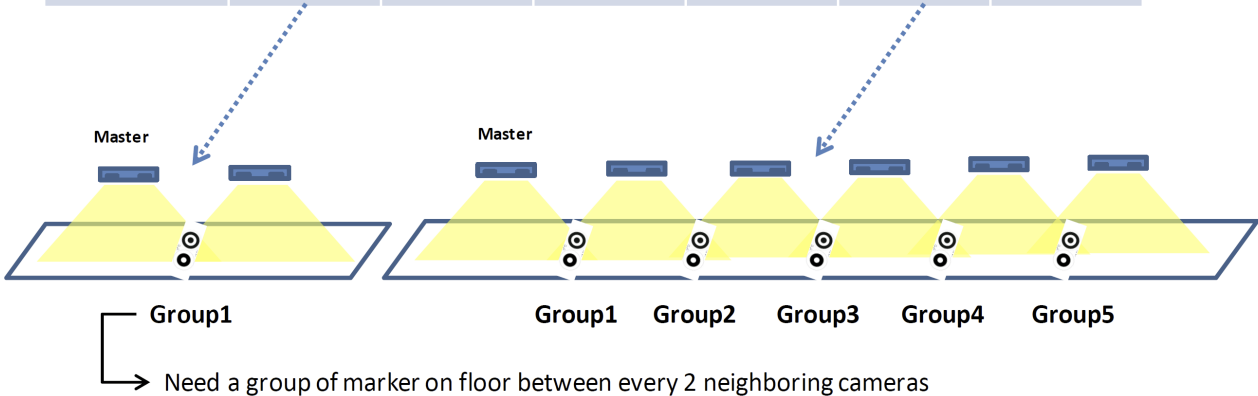 Master
Master
Group1
Group1 Group2 Group3 Group4 Group5
Need a group of marker on floor between every 2 neighboring cameras